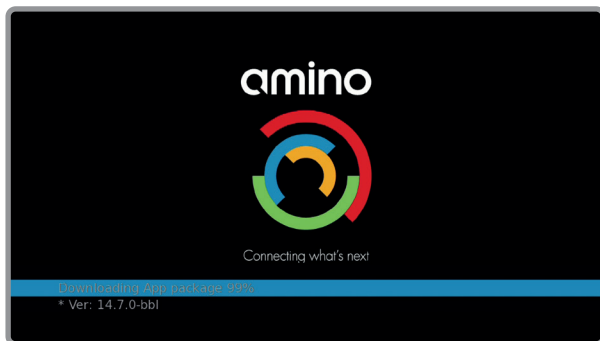 amino
Connecting what's next
Downloading App package 99%
* Ver: 14.7.0-bbl